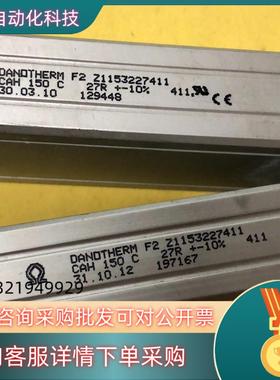 自动化科技
DANOTHERM F2 Z1153227411
CAH 150 C 27R +-10% 411
30.03.10 129448
DANOTHERM F2 Z1153227411
CAH 150 C 27R +-10% 411
31.10.12 197167
321949929
咨询采购批发可对公开票
客服详情下单采购